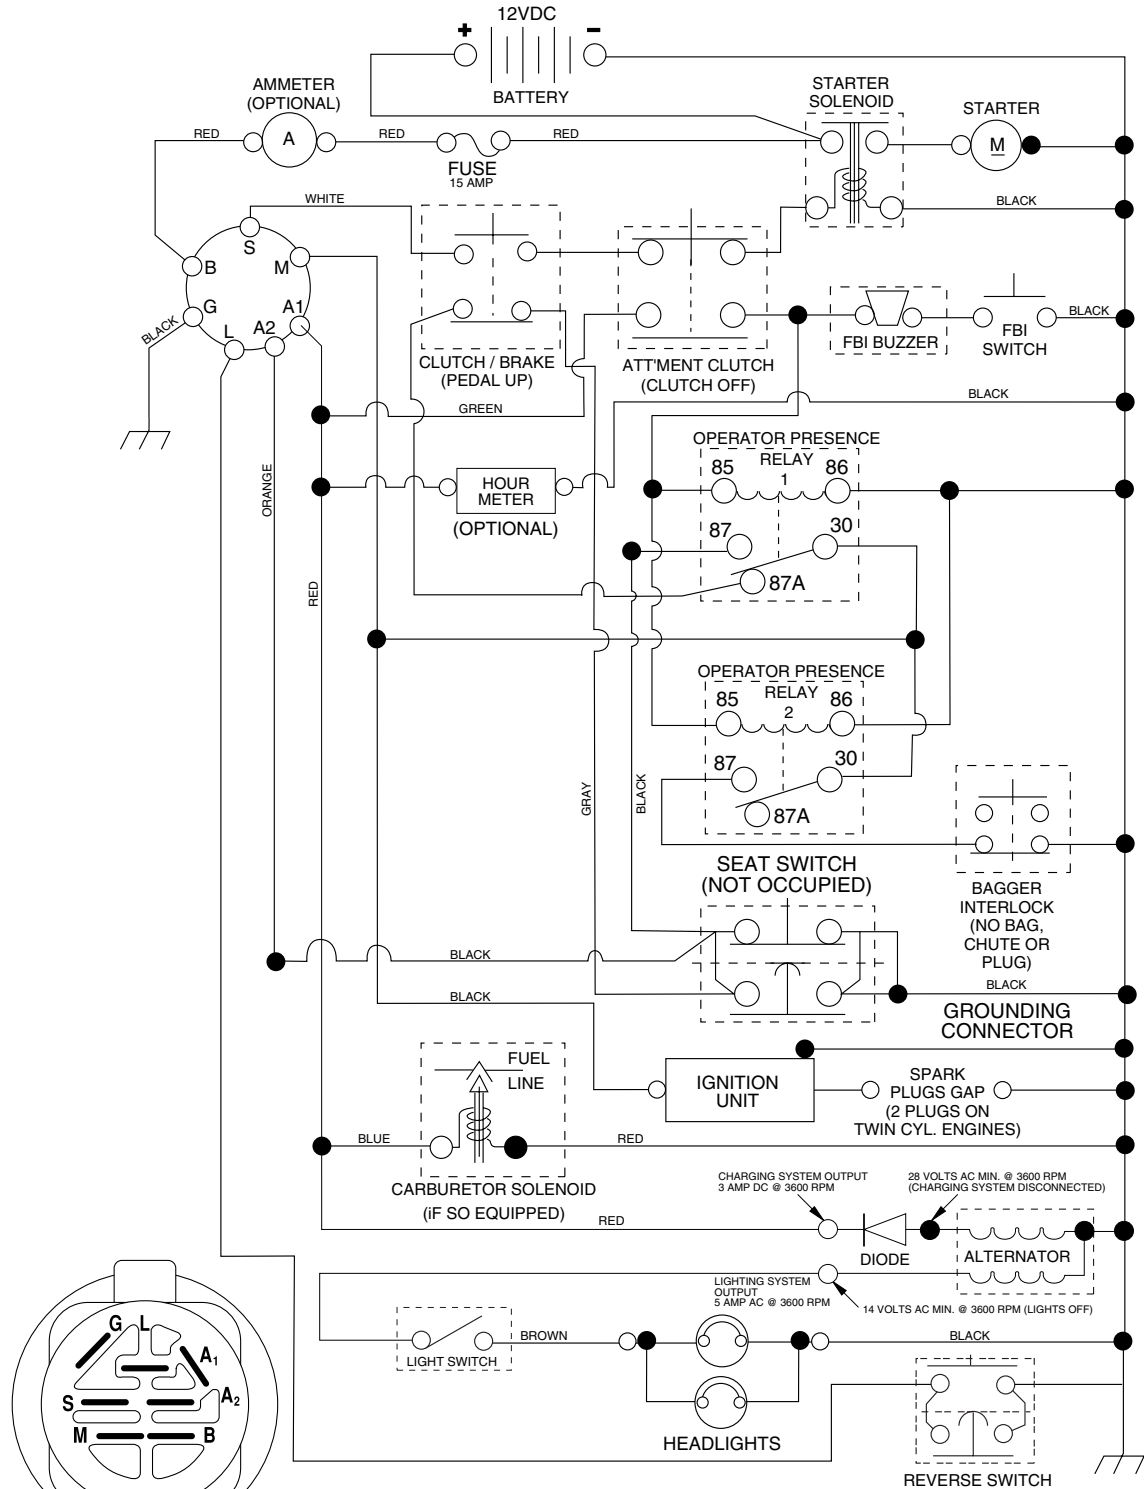 12VDC
+
−
BATTERY
AMMETER
(OPTIONAL)
A
RED
RED
FUSE
15 AMP
RED
STARTER
SOLENOID
STARTER
M
BLACK
WHITE
S
B
M
G
A1
L
A2
BLACK
CLUTCH / BRAKE
(PEDAL UP)
ATT'MENT CLUTCH
(CLUTCH OFF)
FBI BUZZER
FBI
SWITCH
BLACK
GREEN
BLACK
ORANGE
HOUR
METER
(OPTIONAL)
OPERATOR PRESENCE
RELAY
1
85
86
87
30
87A
RED
OPERATOR PRESENCE
RELAY
2
85
86
87
30
87A
GRAY
BLACK
SEAT SWITCH
(NOT OCCUPIED)
BAGGER
INTERLOCK
(NO BAG,
CHUTE OR
PLUG)
BLACK
BLACK
BLACK
GROUNDING
CONNECTOR
FUEL
LINE
IGNITION
UNIT
SPARK
PLUGS GAP
(2 PLUGS ON
TWIN CYL. ENGINES)
BLUE
RED
CARBURETOR SOLENOID
(iF SO EQUIPPED)
CHARGING SYSTEM OUTPUT
3 AMP DC @ 3600 RPM
28 VOLTS AC MIN. @ 3600 RPM
(CHARGING SYSTEM DISCONNECTED)
RED
DIODE
ALTERNATOR
LIGHTING SYSTEM
OUTPUT
5 AMP AC @ 3600 RPM
14 VOLTS AC MIN. @ 3600 RPM (LIGHTS OFF)
LIGHT SWITCH
BROWN
BLACK
HEADLIGHTS
REVERSE SWITCH
G
L
A1
S
A2
M
B